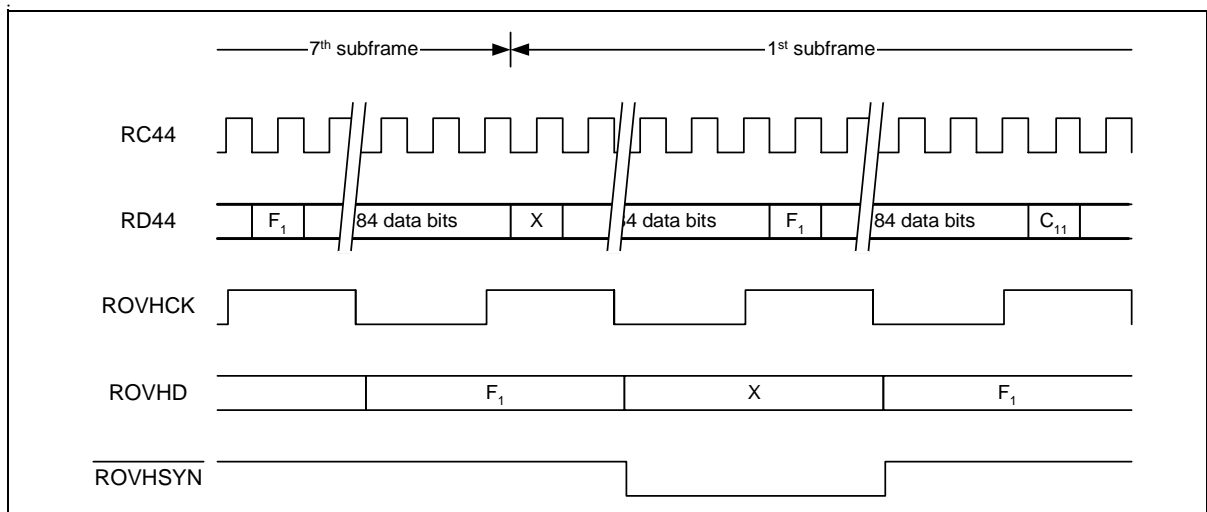 7th subframe 1st subframe
RC44
RD44 F1 84 data bits X 84 data bits F1 84 data bits C11
ROVHCK
ROVHD F1 X F1
ROVHSYN